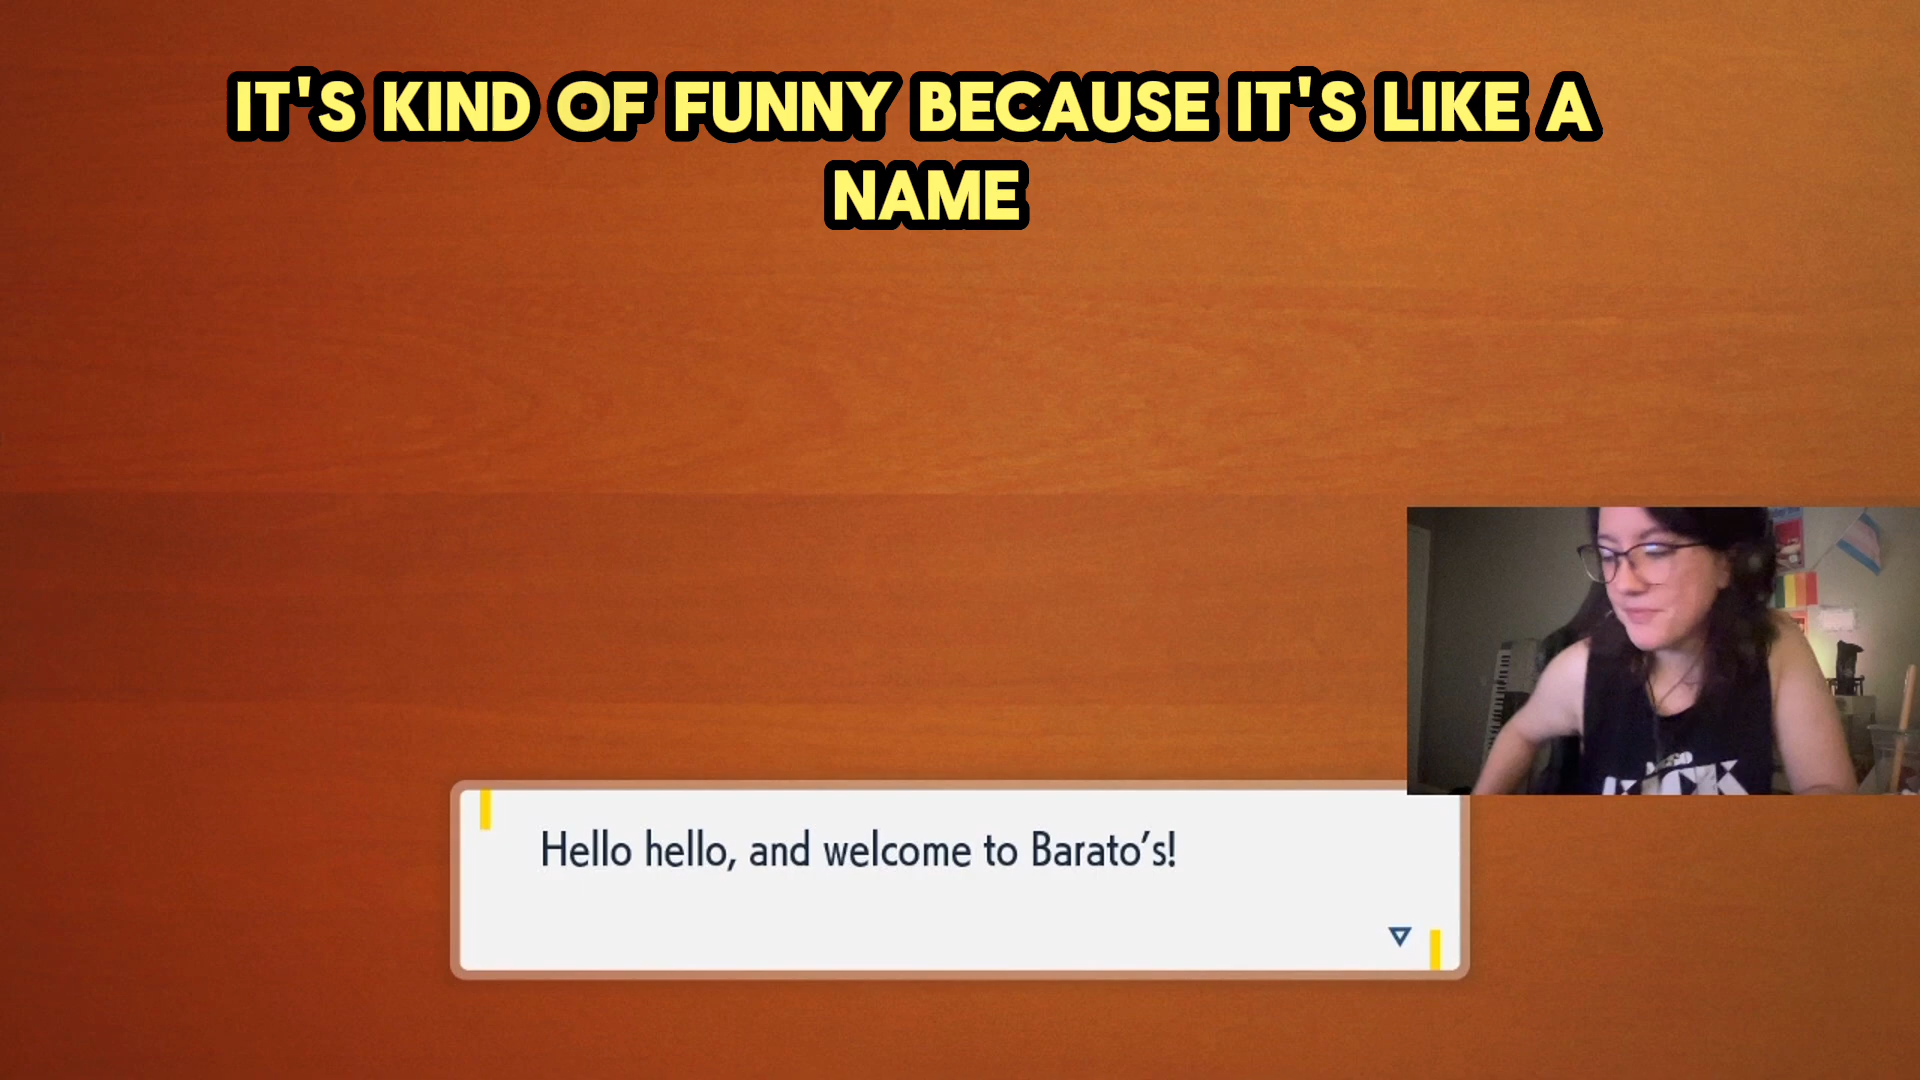 IT'S KIND OF FUNNY BECAUSE IT'S LIKE A
NAME
Hello hello, and welcome to Barato's!